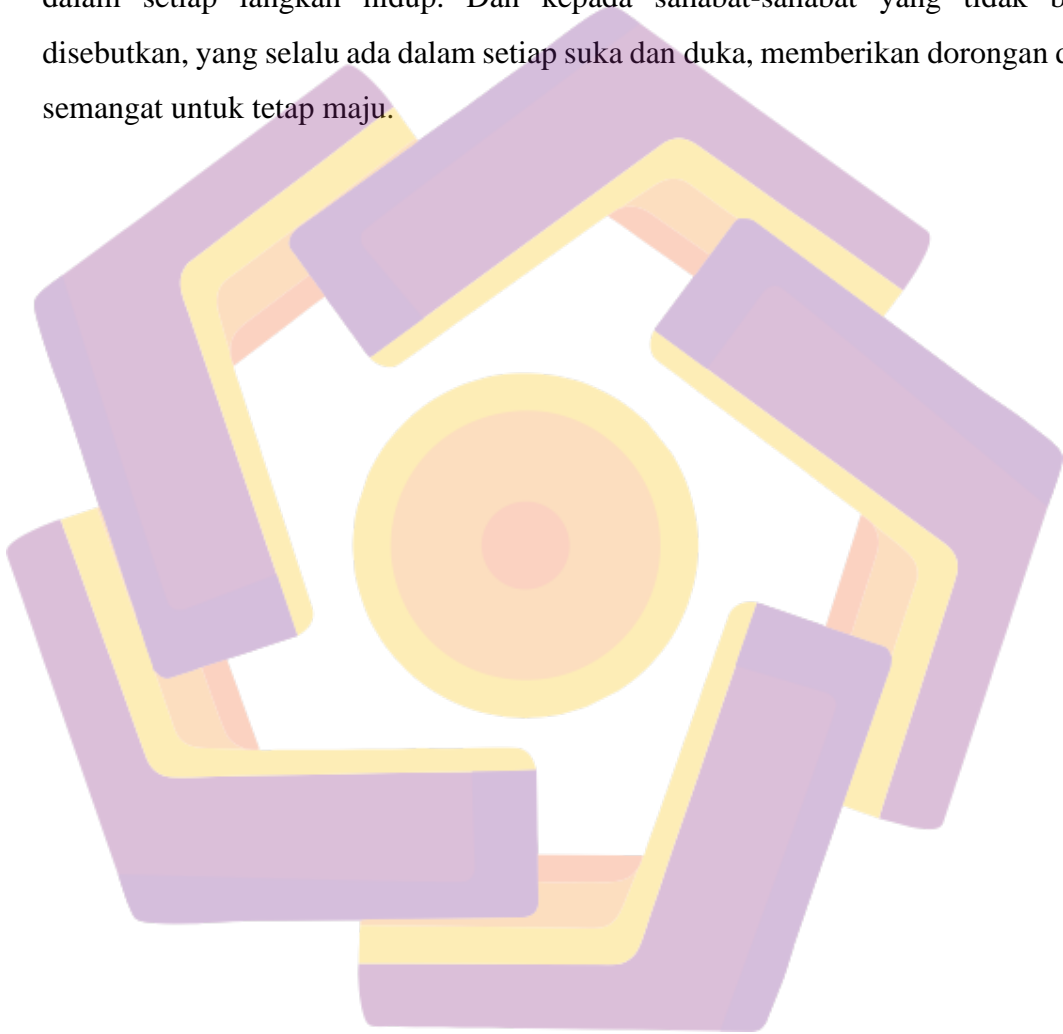 dalam setiap langkah hidup. Dan kepada sahabat-sahabat yang tidak
disebutkan, yang selalu ada dalam setiap suka dan duka, memberikan dorongan
semangat untuk tetap maju.